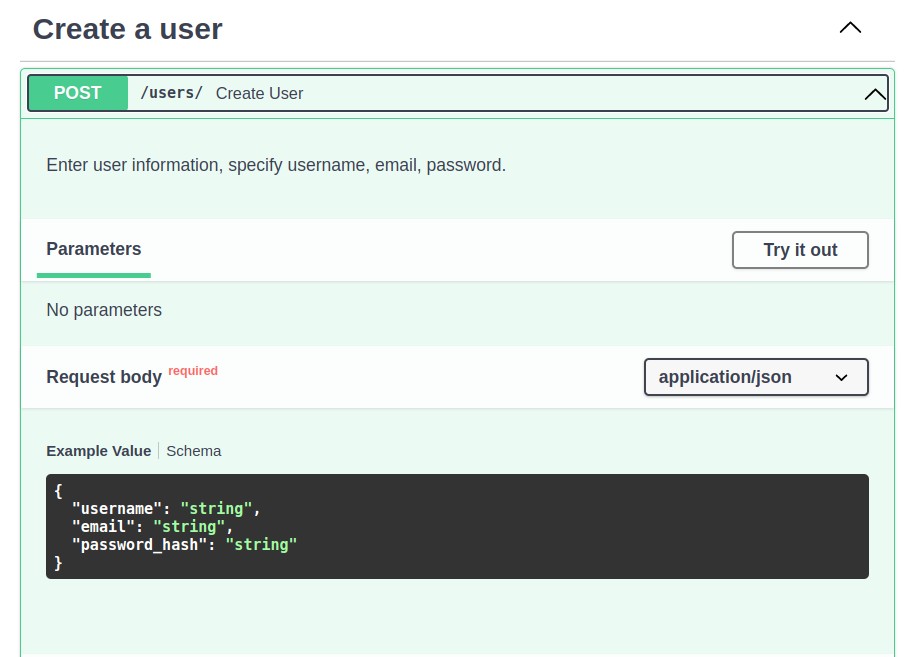 Create a user
POST /users/ Create User
Enter user information, specify username, email, password.
Parameters Try it out
No parameters
Request body required application/json
Example Value Schema
{
"username": "string",
"email": "string",
"password_hash": "string"
}